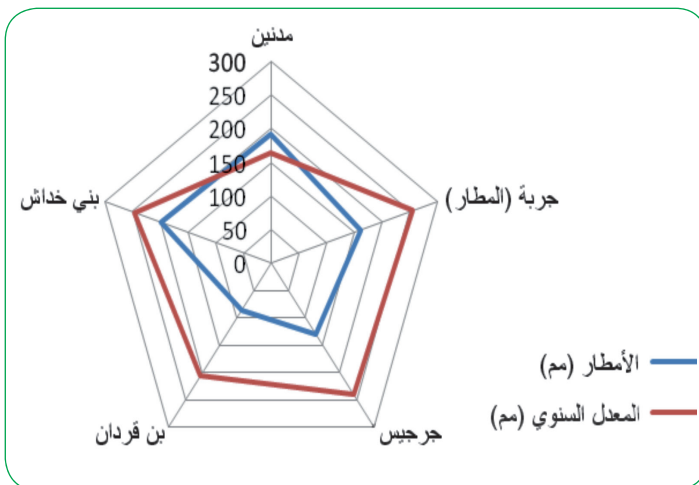 مدنين
300
250
200
150
100
50
0
جربة (المطار)
بني خداش
جرجيس
بن قردان
الأمطار (مم)
المعدل السنوي (مم)